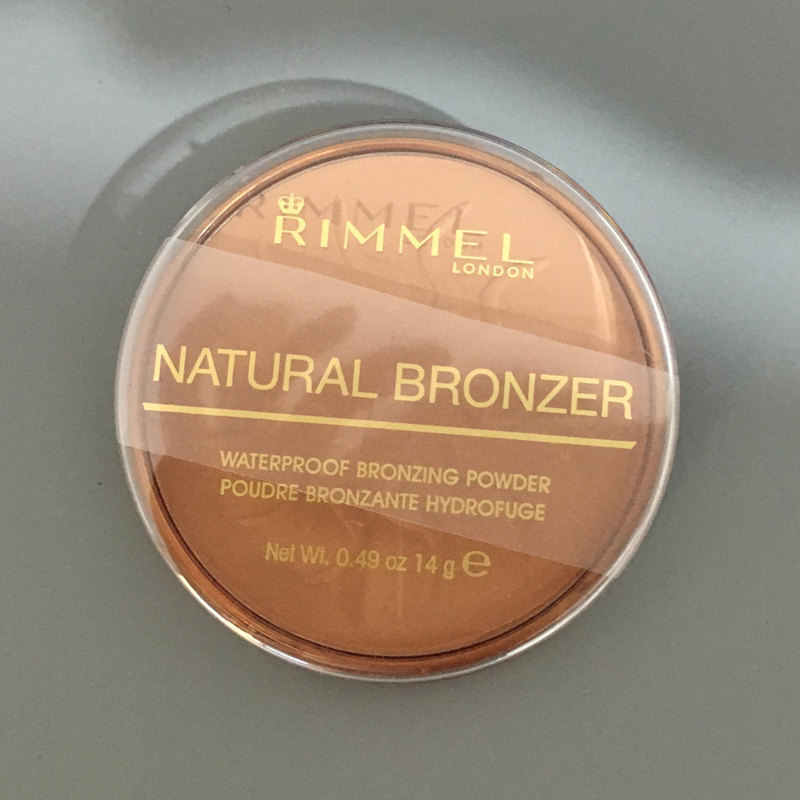 RIMMEL
LONDON
NATURAL BRONZER
WATERPROOF BRONZING POWDER
POUDRE BRONZANTE HYDROFUGE
Net Wt. 0.49 oz 14 g ℮